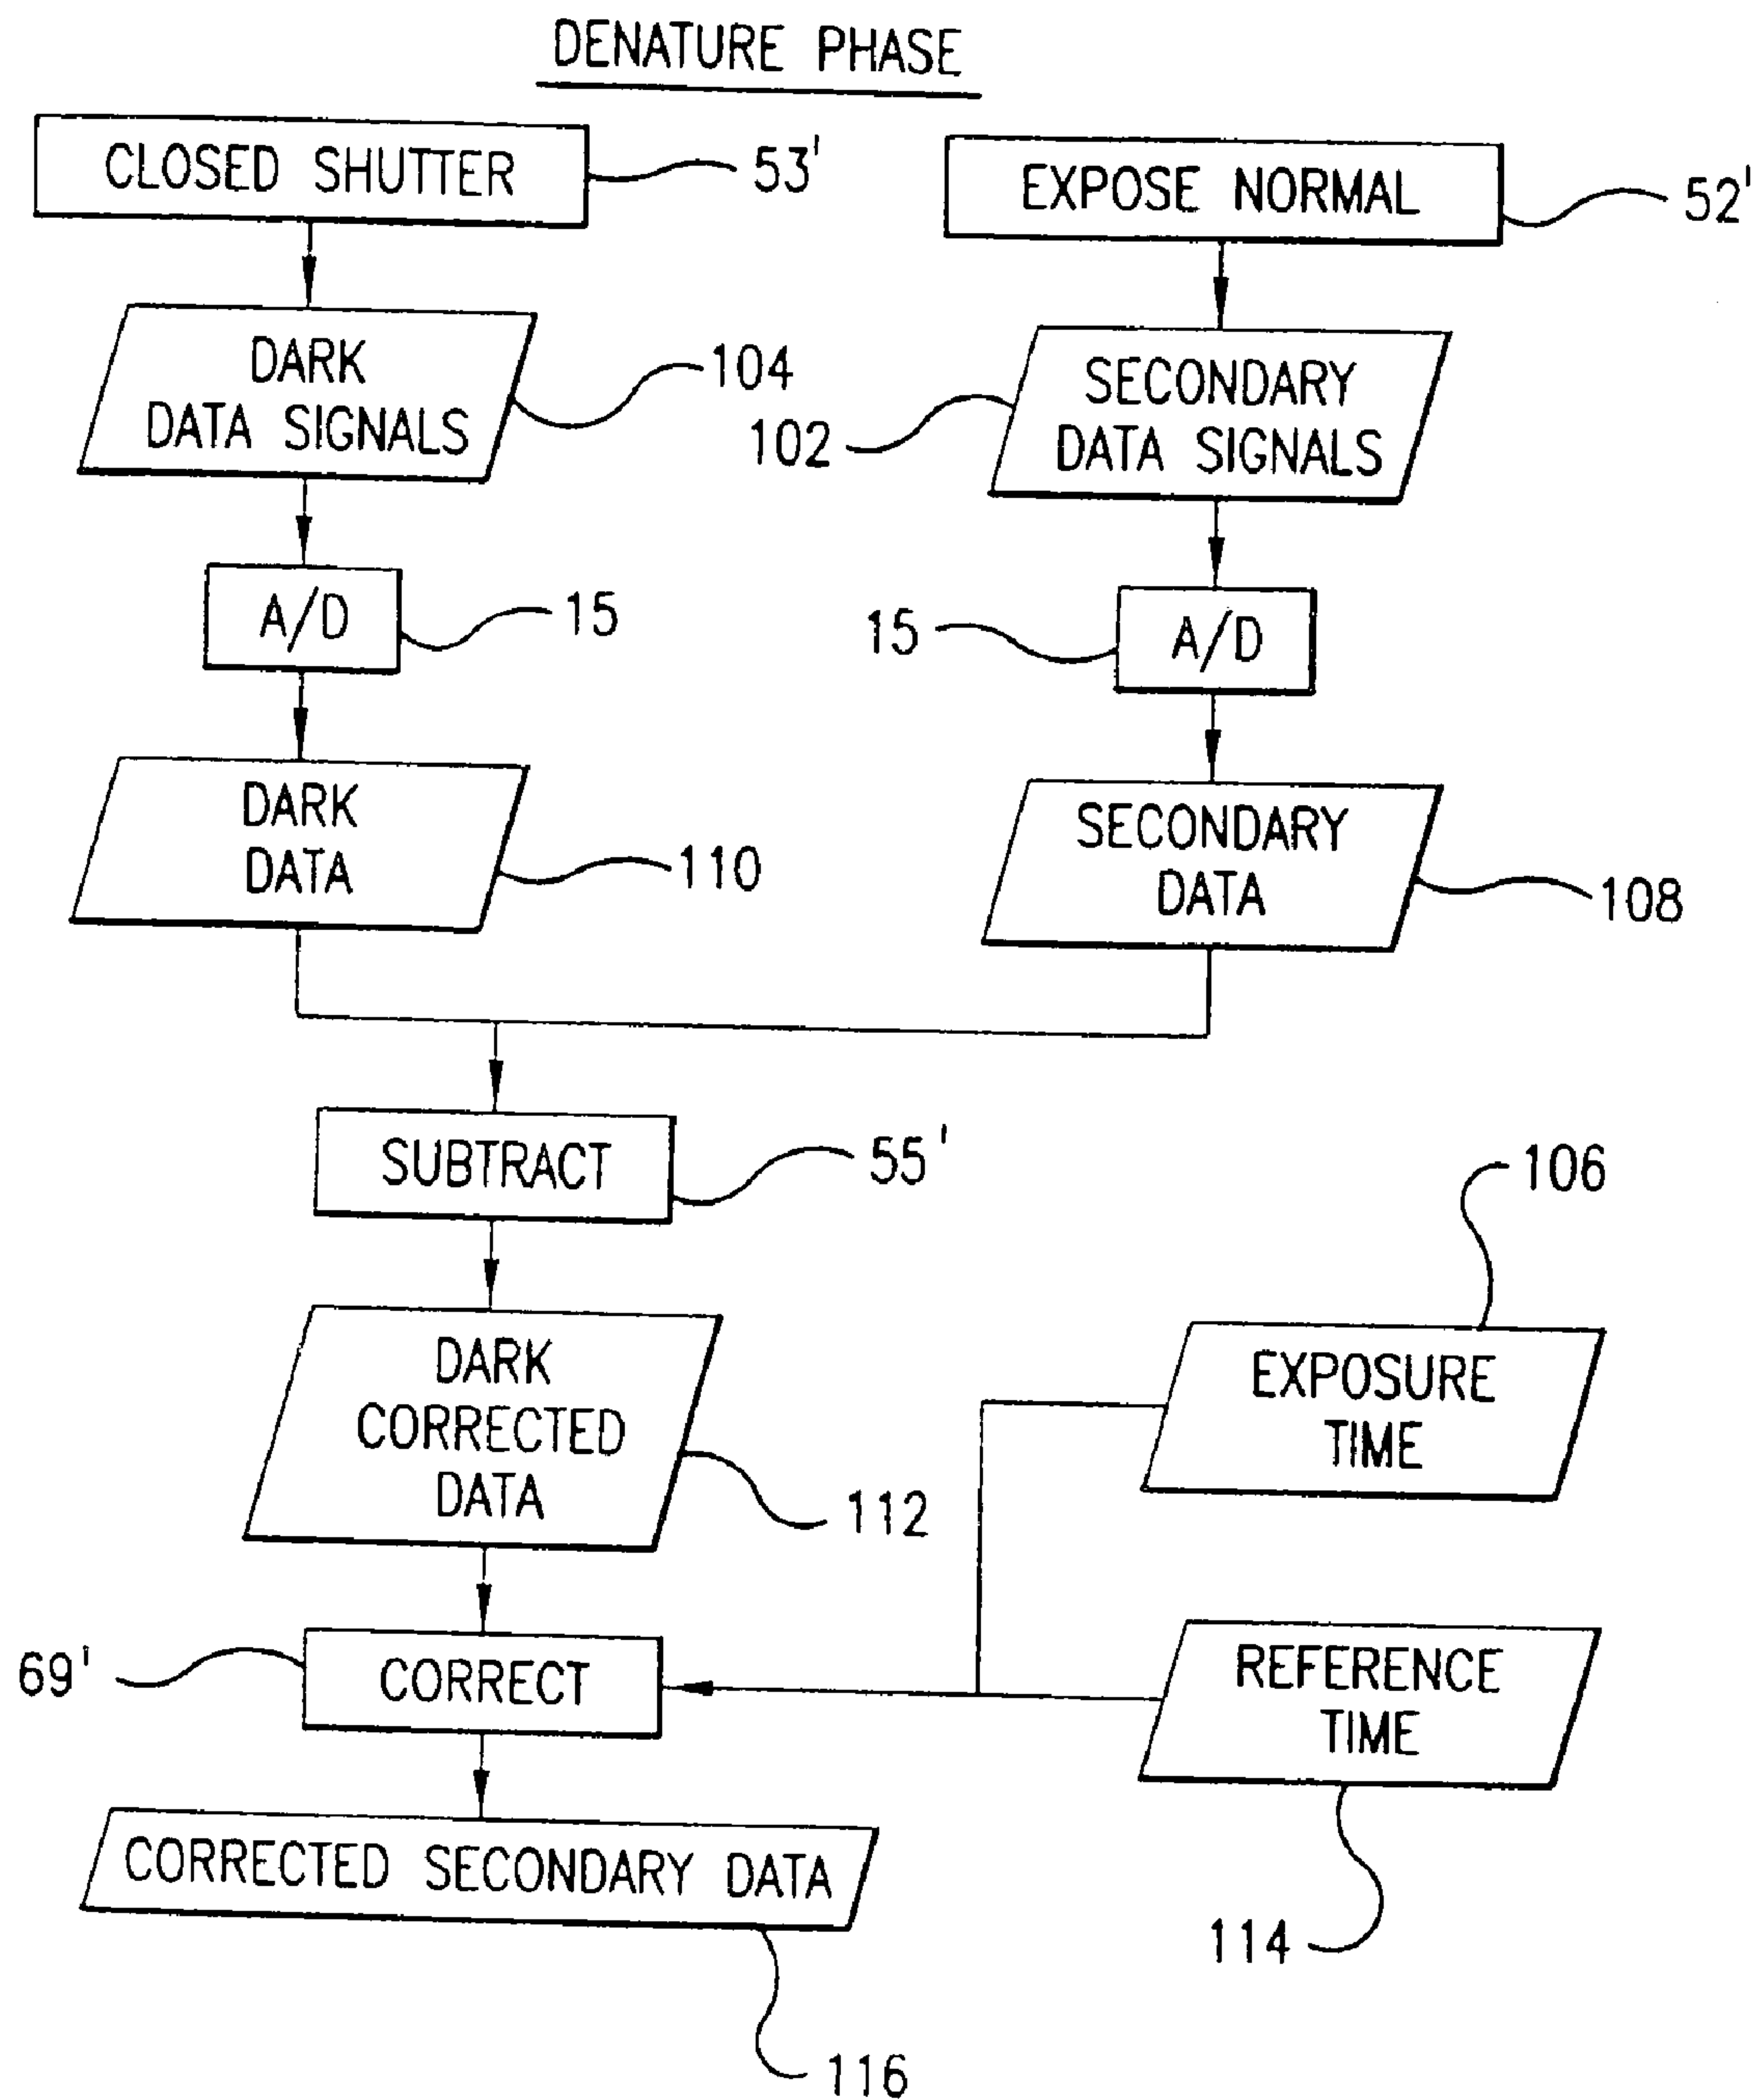 DENATURE PHASE
CLOSED SHUTTER
53'
EXPOSE NORMAL
52'
DARK
DATA SIGNALS
104
SECONDARY
DATA SIGNALS
102
A/D
15
15
A/D
DARK
DATA
110
SECONDARY
DATA
108
SUBTRACT
55'
106
DARK
CORRECTED
DATA
112
EXPOSURE
TIME
69'
CORRECT
REFERENCE
TIME
CORRECTED SECONDARY DATA
114
116